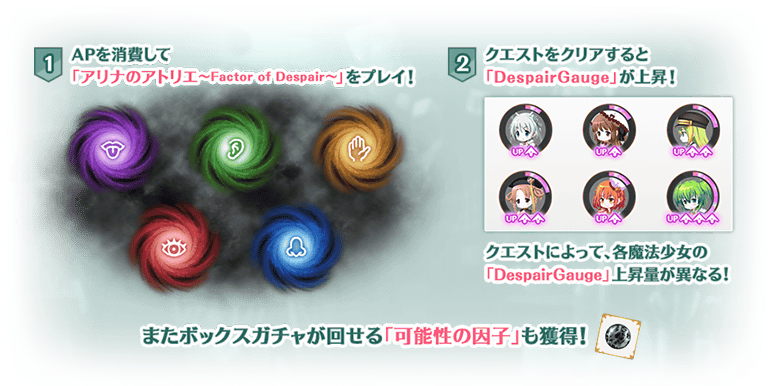 1
APを消費して
「アリナのアトリエ～Factor of Despair～」をプレイ!
2
クエストをクリアすると
「DespairGauge」が上昇!
UP UP UP
UP UP UP
クエストによって、各魔法少女の
「DespairGauge」上昇量が異なる!
またボックスガチャが回せる「可能性の因子」も獲得!